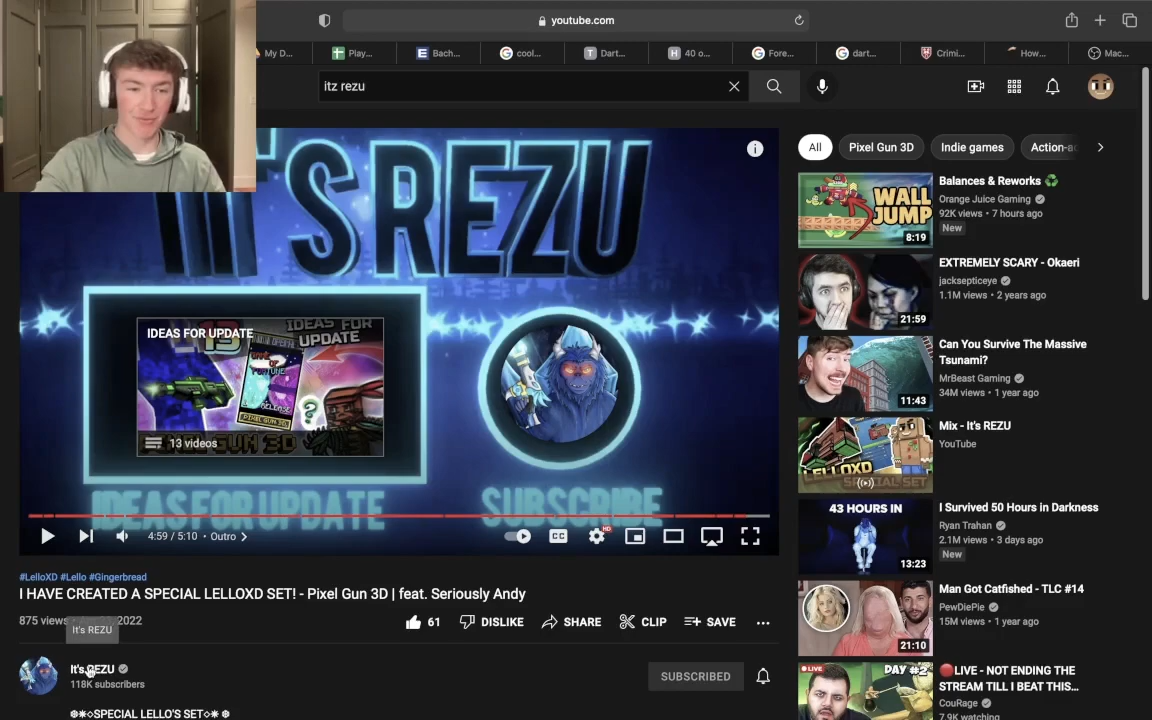 youtube.com
My D...
Play...
Bach...
cool...
Dart...
40 o...
Fore...
dart...
Crimi...
How...
Mac...
itz rezu
IT'S REZU
IDEAS FOR UPDATE
13
IDEAS FOR
UPDATE
13 videos
IDEAS FOR UPDATE
SUBSCRIBE
4:59 / 5:10 • Outro
CC
HD
#LelloXD #Lello #Gingerbread
I HAVE CREATED A SPECIAL LELLOXD SET! - Pixel Gun 3D | feat. Seriously Andy
875 views
2022
61
DISLIKE
SHARE
CLIP
SAVE
It's REZU
It's REZU
118K subscribers
SUBSCRIBED
❄☀◇SPECIAL LELLO'S SET◇☀ ❄
All
Pixel Gun 3D
Indie games
Action-a
WALL
JUMP
8:19
Balances & Reworks ♻
Orange Juice Gaming
92K views • 7 hours ago
New
21:59
EXTREMELY SCARY - Okaeri
jacksepticeye
1.1M views • 2 years ago
11:43
Can You Survive The Massive
Tsunami?
MrBeast Gaming
34M views • 1 year ago
LELLOXD
SPECIAL SET
Mix - It's REZU
YouTube
43 HOURS IN
13:23
I Survived 50 Hours in Darkness
Ryan Trahan
2.1M views • 3 days ago
New
21:10
Man Got Catfished - TLC #14
PewDiePie
15M views • 1 year ago
LIVE
DAY #2
🔴LIVE - NOT ENDING THE
STREAM TILL I BEAT THIS...
CouRage
7.9K watching